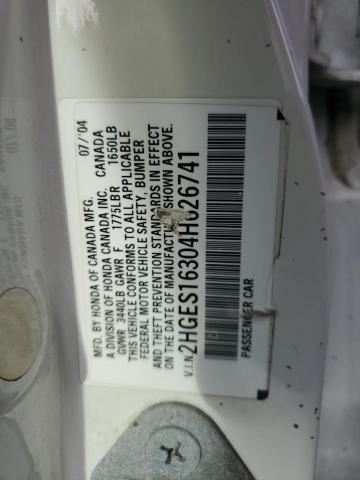 MFD. BY HONDA OF CANADA MFG. 07/'04
A DIVISION OF HONDA CANADA INC. CANADA
GVWR 3440LB GAWR F 1775LBR 1650LB
THIS VEHICLE CONFORMS TO ALL APPLICABLE
FEDERAL MOTOR VEHICLE SAFETY, BUMPER
AND THEFT PREVENTION STANDARDS IN EFFECT
ON THE DATE OF MANUFACTURE SHOWN ABOVE.
V.I.N. 2HGES16304H026741
PASSENGER CAR